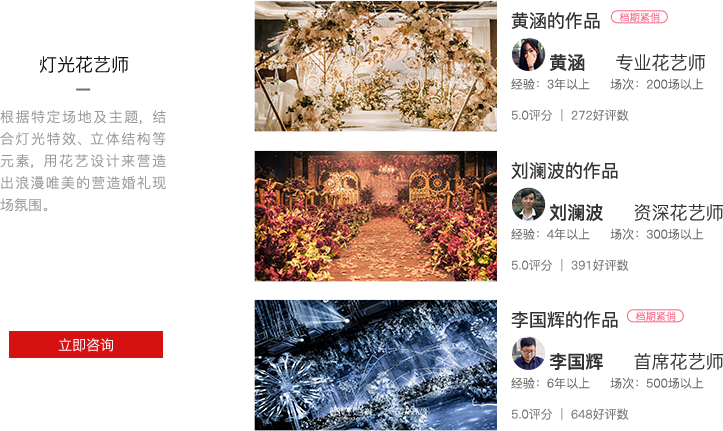 灯光花艺师
根据特定场地及主题，结
合灯光特效、立体结构等
元素，用花艺设计来营造
出浪漫唯美的营造婚礼现
场氛围。
立即咨询
黄涵的作品 档期紧俏
黄涵 专业花艺师
经验：3年以上 场次：200场以上
5.0评分 | 272好评数
刘澜波的作品
刘澜波 资深花艺师
经验：4年以上 场次：300场以上
5.0评分 | 391好评数
李国辉的作品 档期紧俏
李国辉 首席花艺师
经验：6年以上 场次：500场以上
5.0评分 | 648好评数